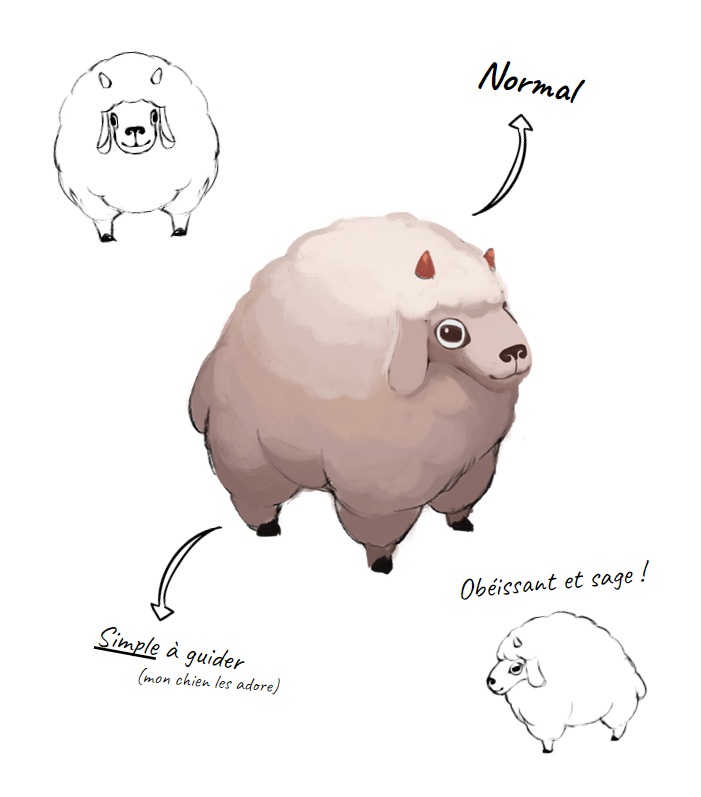 Normal
Obéissant et sage !
Simple à guider
(mon chien les adore)